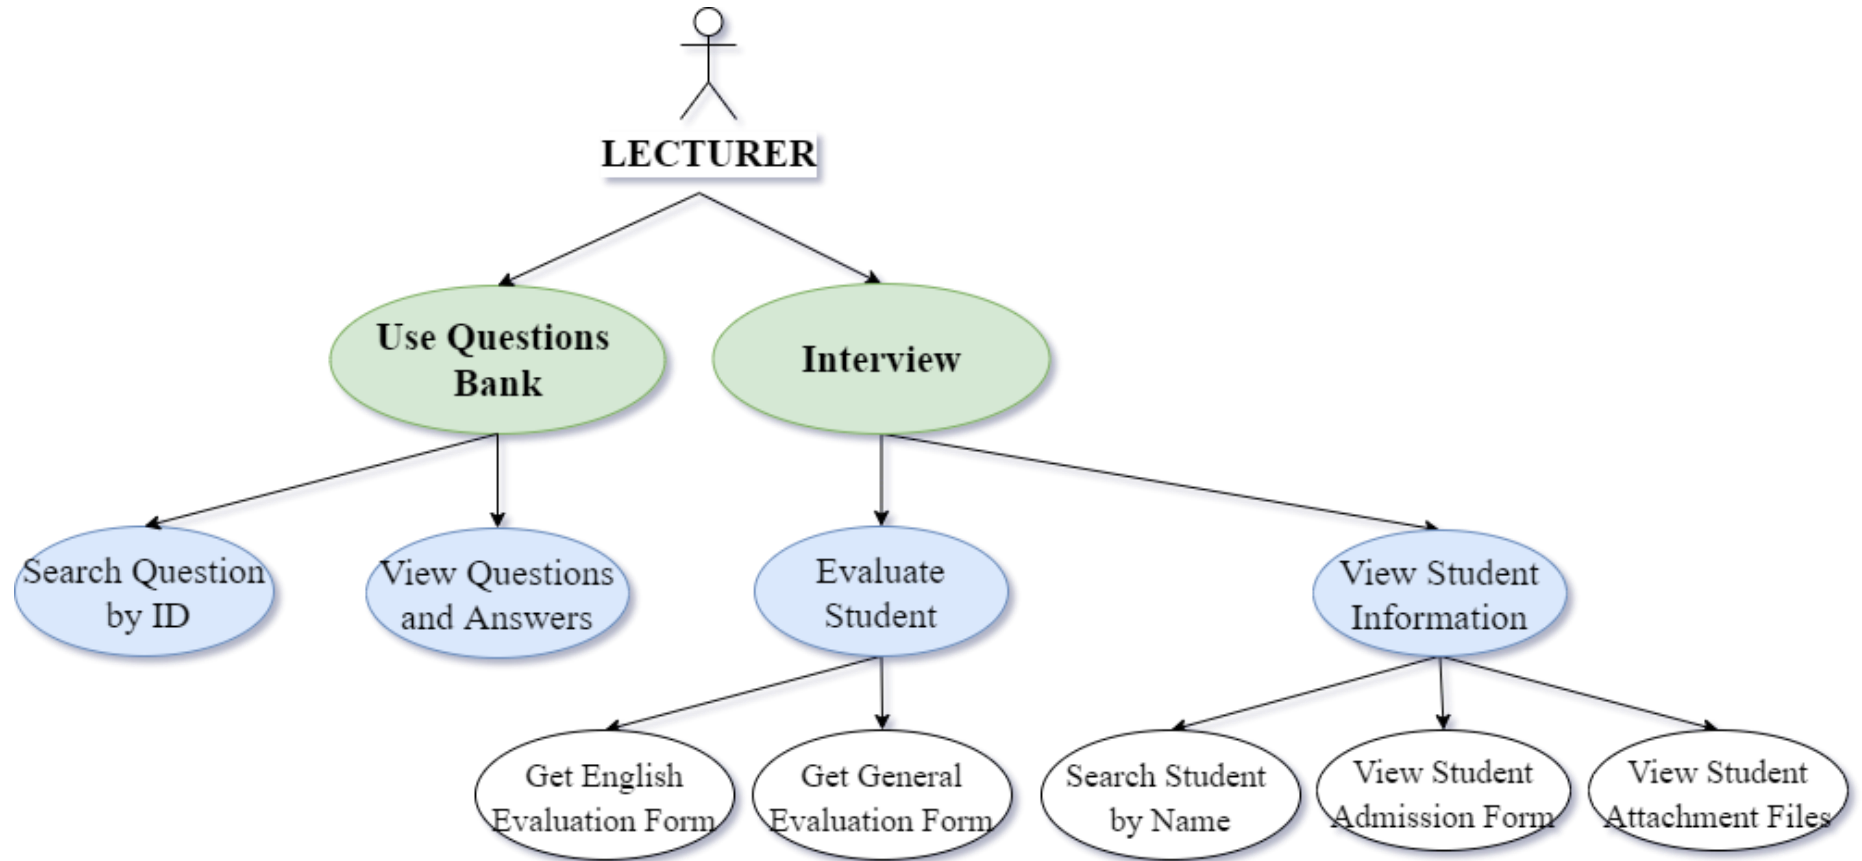 LECTURER
Use Questions
Bank
Interview
Search Question
by ID
View Questions
and Answers
Evaluate
Student
View Student
Information
Get English
Evaluation Form
Get General
Evaluation Form
Search Student
by Name
View Student
Admission Form
View Student
Attachment Files